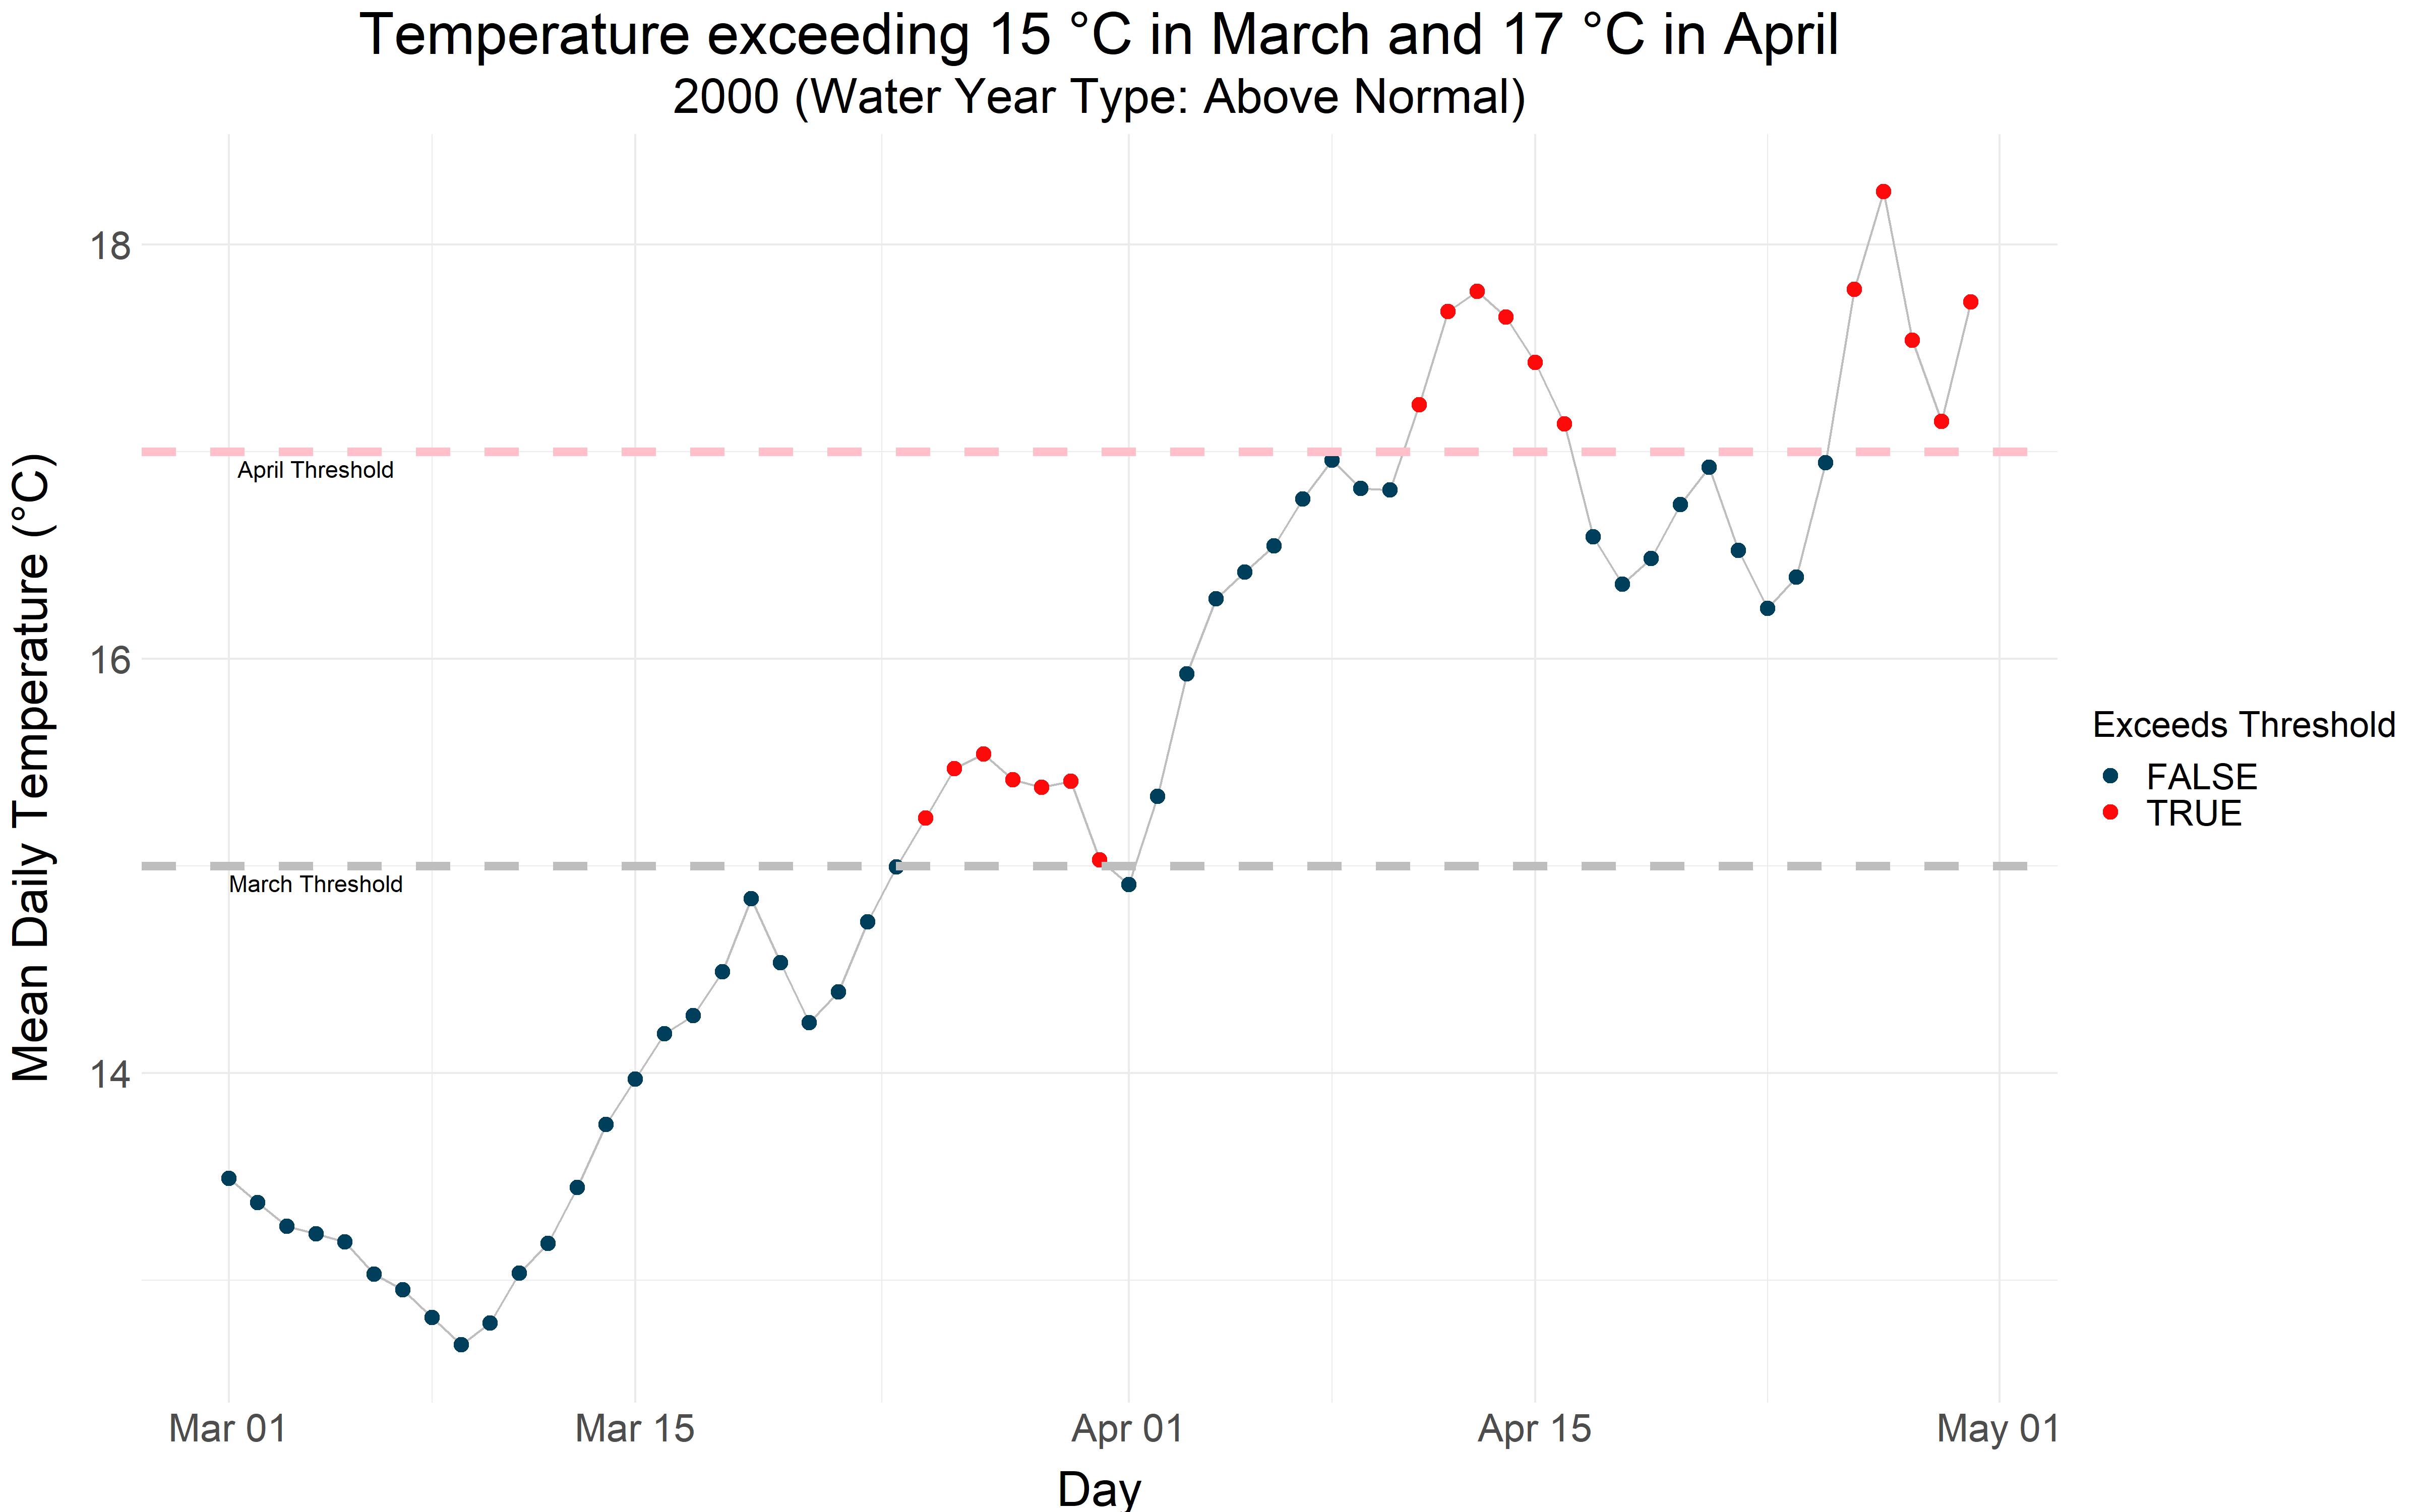 Temperature exceeding 15 °C in March and 17 °C in April
2000 (Water Year Type: Above Normal)
Mean Daily Temperature (°C)
18
16
14
April Threshold
March Threshold
Exceeds Threshold
FALSE
TRUE
Mar 01
Mar 15
Apr 01
Apr 15
May 01
Day